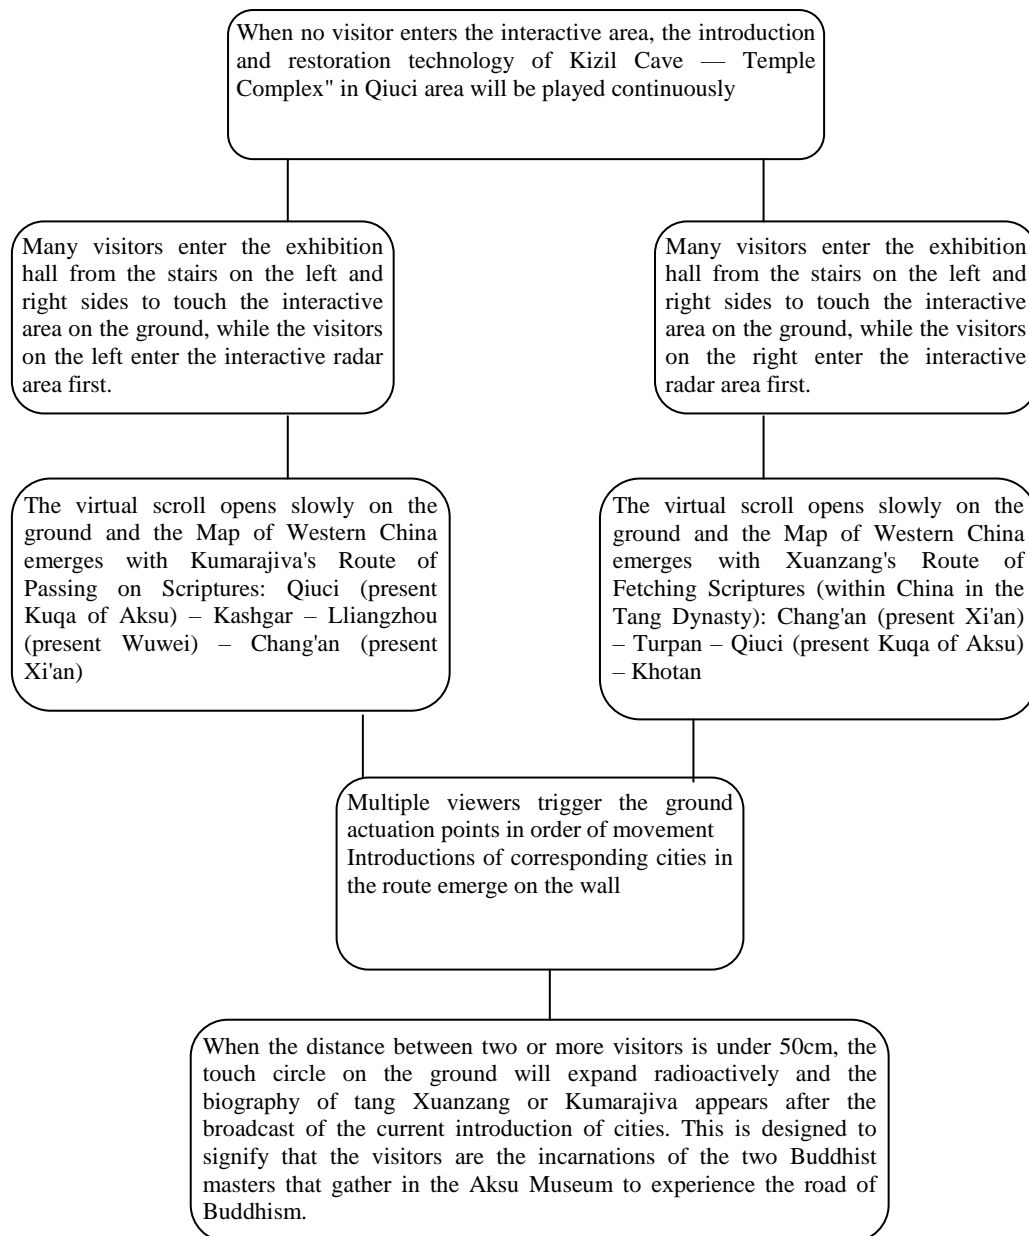 When no visitor enters the interactive area, the introduction
and restoration technology of Kizil Cave — Temple
Complex" in Qiuci area will be played continuously
Many visitors enter the exhibition
hall from the stairs on the left and
right sides to touch the interactive
area on the ground, while the visitors
on the left enter the interactive radar
area first.
Many visitors enter the exhibition
hall from the stairs on the left and
right sides to touch the interactive
area on the ground, while the visitors
on the right enter the interactive
radar area first.
The virtual scroll opens slowly on the
ground and the Map of Western China
emerges with Kumarajiva's Route of
Passing on Scriptures: Qiuci (present
Kuqa of Aksu) – Kashgar – Lliangzhou
(present Wuwei) – Chang'an (present
Xi'an)
The virtual scroll opens slowly on the
ground and the Map of Western China
emerges with Xuanzang's Route of
Fetching Scriptures (within China in the
Tang Dynasty): Chang'an (present Xi'an)
– Turpan – Qiuci (present Kuqa of Aksu)
– Khotan
Multiple viewers trigger the ground
actuation points in order of movement
Introductions of corresponding cities in
the route emerge on the wall
When the distance between two or more visitors is under 50cm, the
touch circle on the ground will expand radioactively and the
biography of tang Xuanzang or Kumarajiva appears after the
broadcast of the current introduction of cities. This is designed to
signify that the visitors are the incarnations of the two Buddhist
masters that gather in the Aksu Museum to experience the road of
Buddhism.